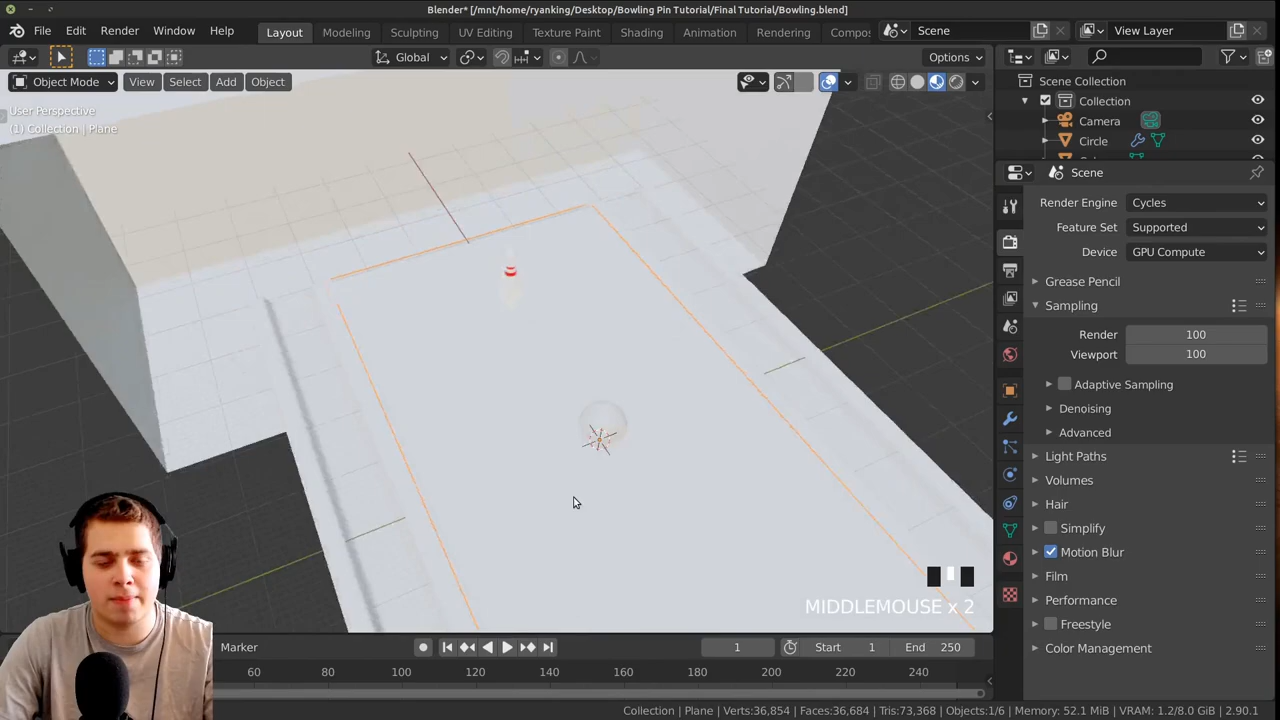 Blender* [/mnt/home/ryanking/Desktop/Bowling Pin Tutorial/Final Tutorial/Bowling.blend]
File Edit Render Window Help Layout Modeling Sculpting UV Editing Texture Paint Shading Animation Rendering Compos Scene View Layer
Global Options
Object Mode View Select Add Object
User Perspective
(1) Collection | Plane
Scene Collection
Collection
Camera
Circle
Scene
Render Engine Cycles
Feature Set Supported
Device GPU Compute
Grease Pencil
Sampling
Render 100
Viewport 100
Adaptive Sampling
Denoising
Advanced
Light Paths
Volumes
Hair
Simplify
Motion Blur
Film
Performance
Freestyle
Color Management
MIDDLEMOUSE x 2
Marker 1 Start 1 End 250
60 80 100 120 140 160 180 200 220 240
Collection | Plane | Verts:36,854 | Faces:36,684 | Tris:73,368 | Objects:1/6 | Memory: 52.1 MiB | VRAM: 1.2/8.0 GiB | 2.90.1